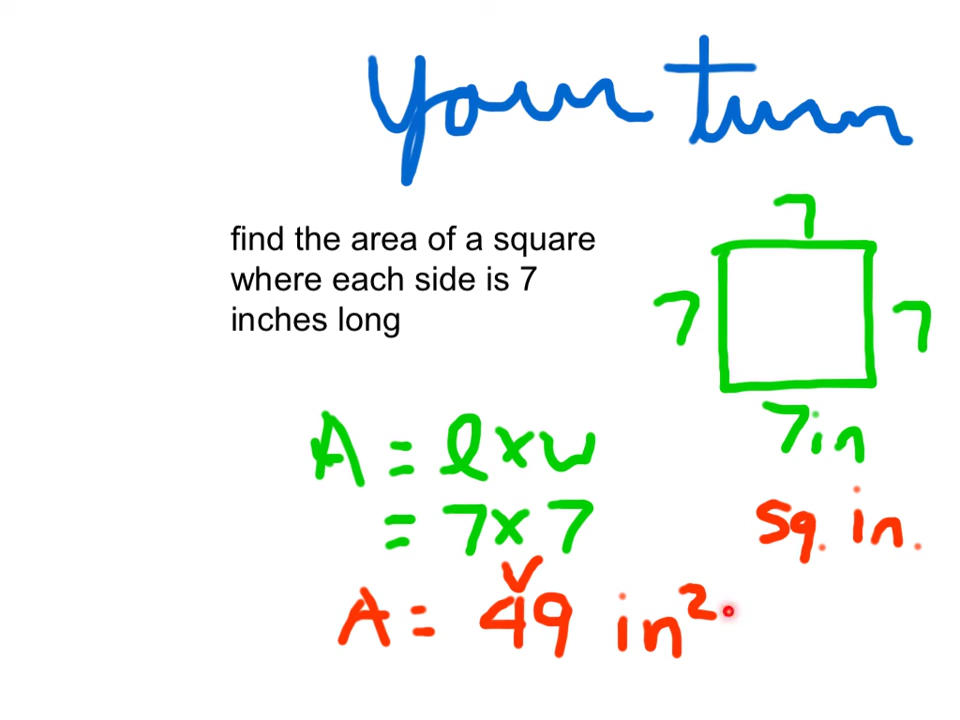 your turn
find the area of a square
where each side is 7
inches long
7
7
7
7in
A = l x w
= 7 x 7
sq. in.
A = 49 in²